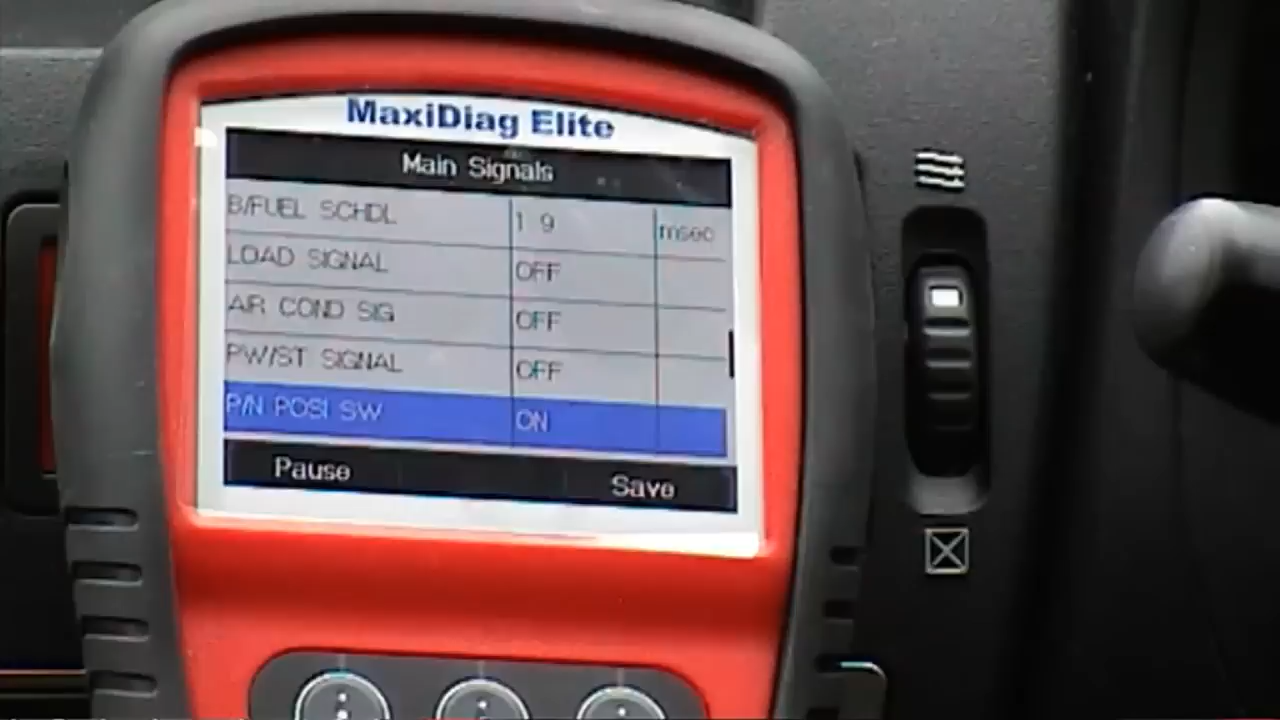 MaxiDiag Elite
Main Signals
B/FUEL SCHDL 1 9 msec
LOAD SIGNAL OFF
AIR COND SIG OFF
PW/ST SIGNAL OFF
P/N POSI SW ON
Pause Save